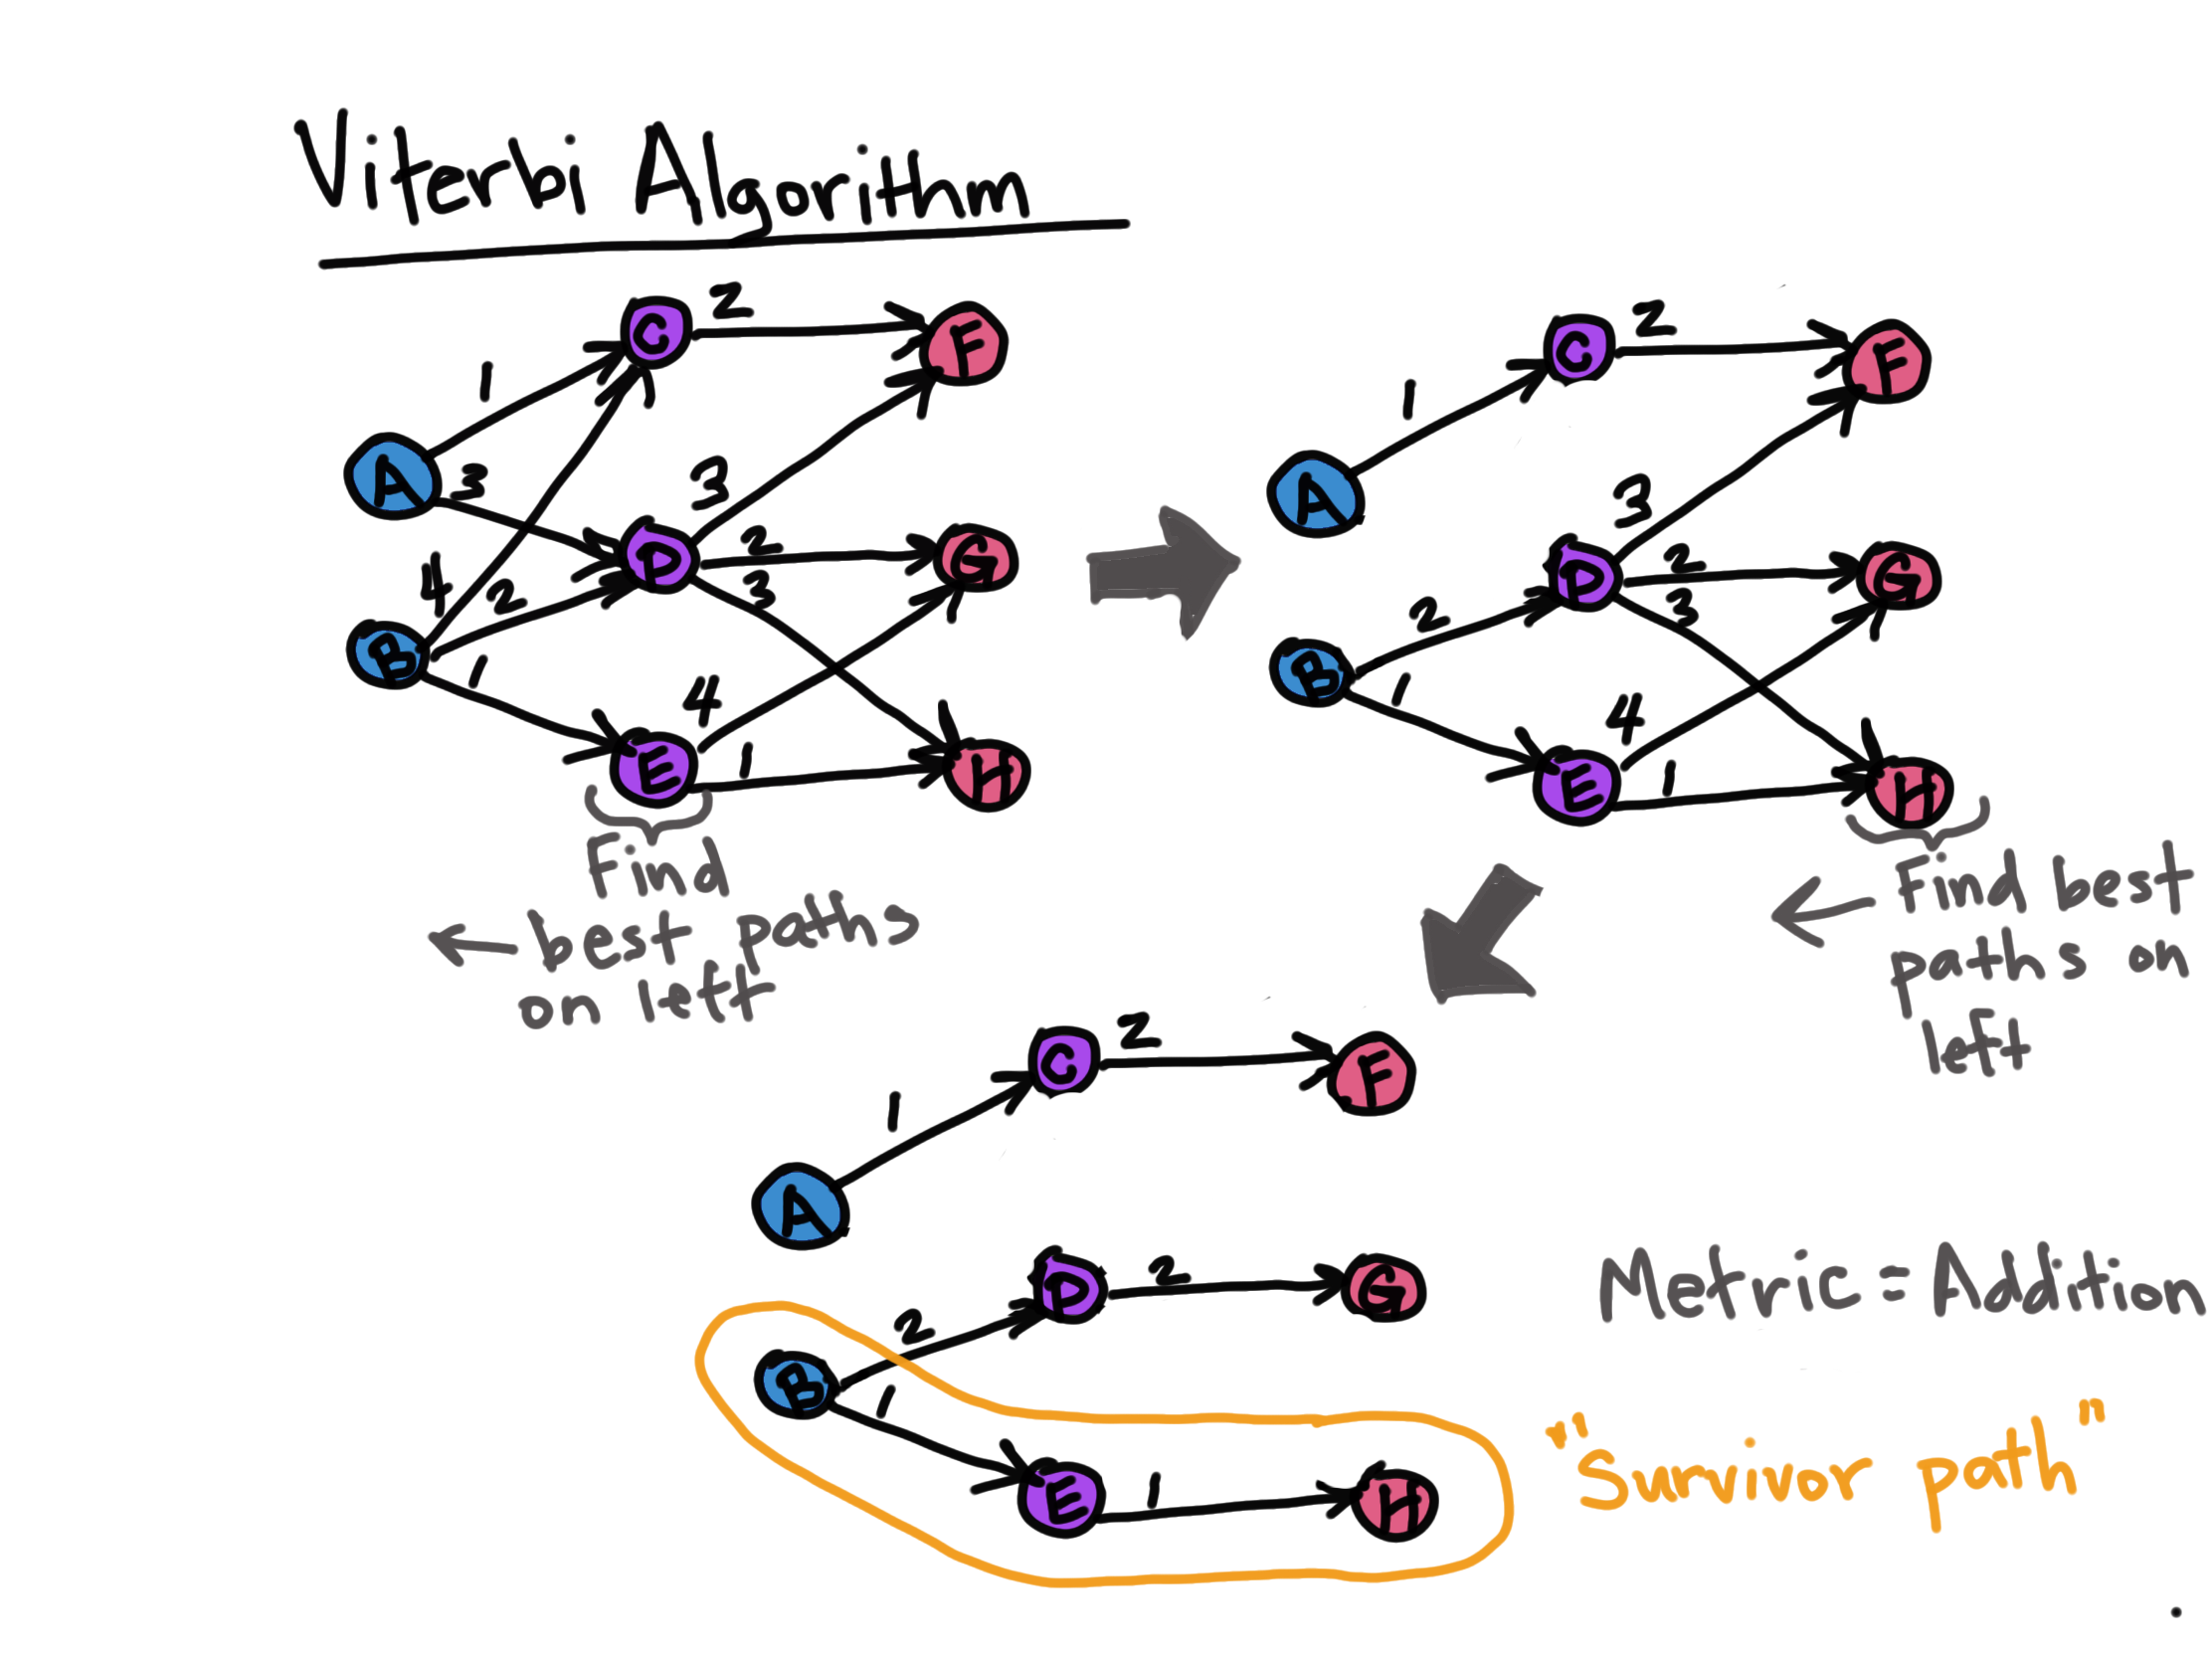 Viterbi Algorithm
C 2 F
1
A 3 3
D 2 G
3
4 2
B 1
4
E 1 H
Find
← best paths
on left
C 2 F
1
A 3
D 2 G
2 3
B 1
4
E 1 H
← Find best
paths on
left
C 2 F
1
A
D 2 G
2
B 1
E 1 H
Metric = Addition
"Survivor path"